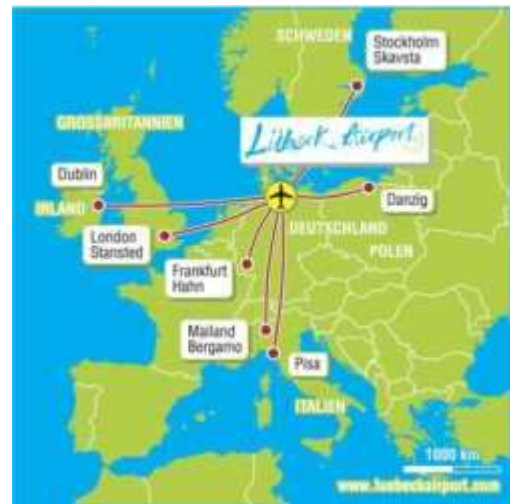 SCHWEDEN
Stockholm
Skavsta
GROSSBRITANNIEN
Lübeck Airport
Dublin
IRLAND
Danzig
London
Stansted
DEUTSCHLAND
POLEN
Frankfurt
Hahn
Mailand
Bergamo
Pisa
ITALIEN
1000 km
www.luebeckairport.com